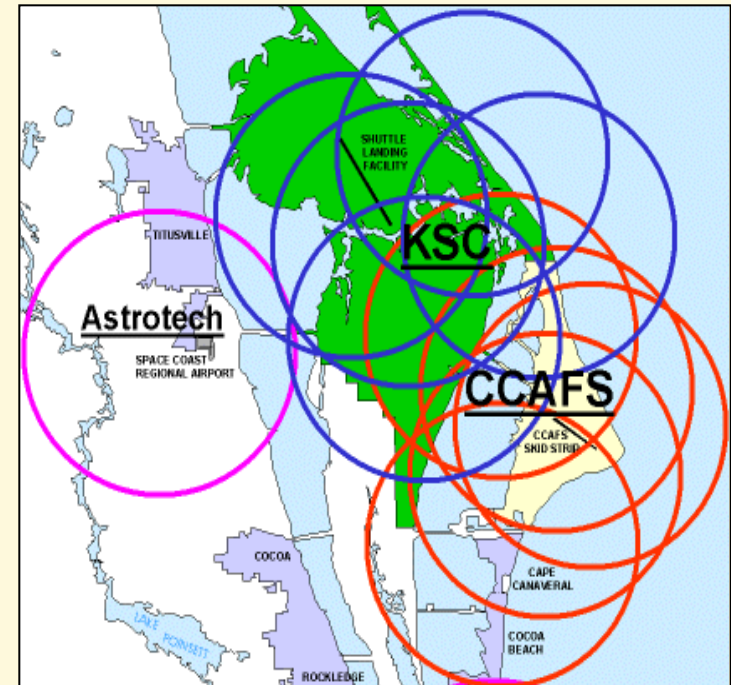 SHUTTLE
LANDING
FACILITY
TITUSVILLE
KSC
Astrotech
SPACE COAST
REGIONAL AIRPORT
CCAFS
CCAFS
SKID STRIP
COCOA
CAPE
CANAVERAL
LAKE
POINSETT
COCOA
BEACH
ROCKLEDGE